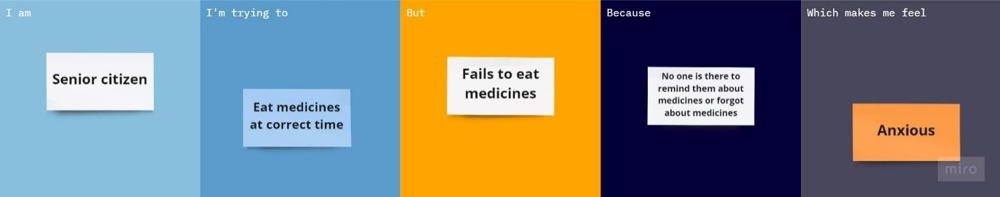 I am
Senior citizen
I'm trying to
Eat medicines
at correct time
But
Fails to eat
medicines
Because
No one is there to
remind them about
medicines or forgot
about medicines
Which makes me feel
Anxious
miro